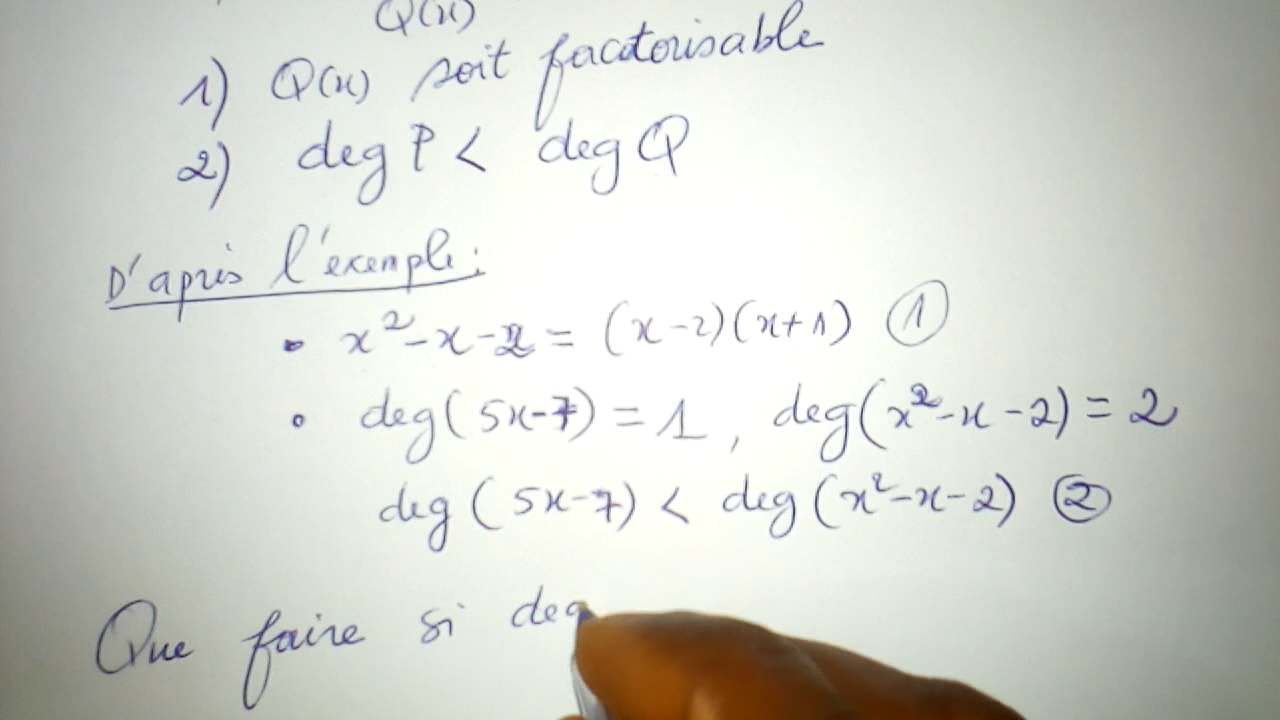 Q(x)
1) Q(x) soit facotorisable
2) deg P < deg Q
D'après l'exemple :
• x² - x - 2 = (x-2)(x+1) ①
• deg(5x-7) = 1, deg(x²-x-2) = 2
deg(5x-7) < deg(x²-x-2) ②
Que faire si deg